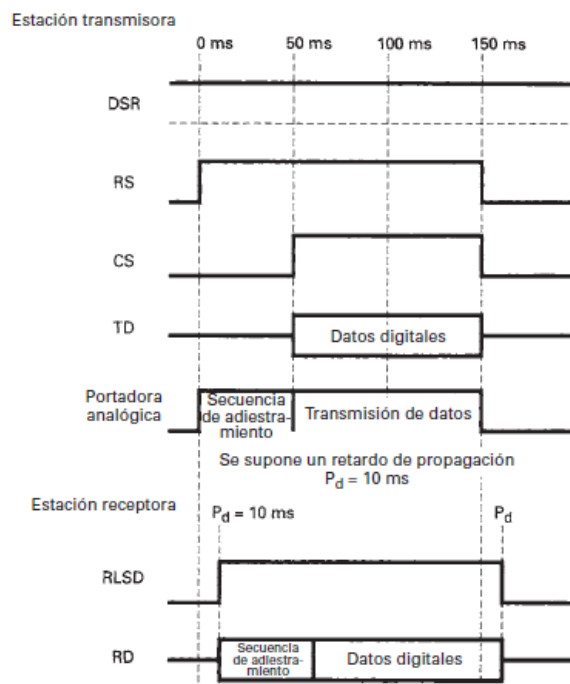 Estación transmisora
0 ms 50 ms 100 ms 150 ms
DSR
RS
CS
TD
Datos digitales
Portadora
analógica
Secuencia
de adiestra-
miento
Transmisión de datos
Se supone un retardo de propagación
Pd = 10 ms
Estación receptora
Pd = 10 ms Pd
RLSD
RD
Secuencia
de adiestra-
miento
Datos digitales